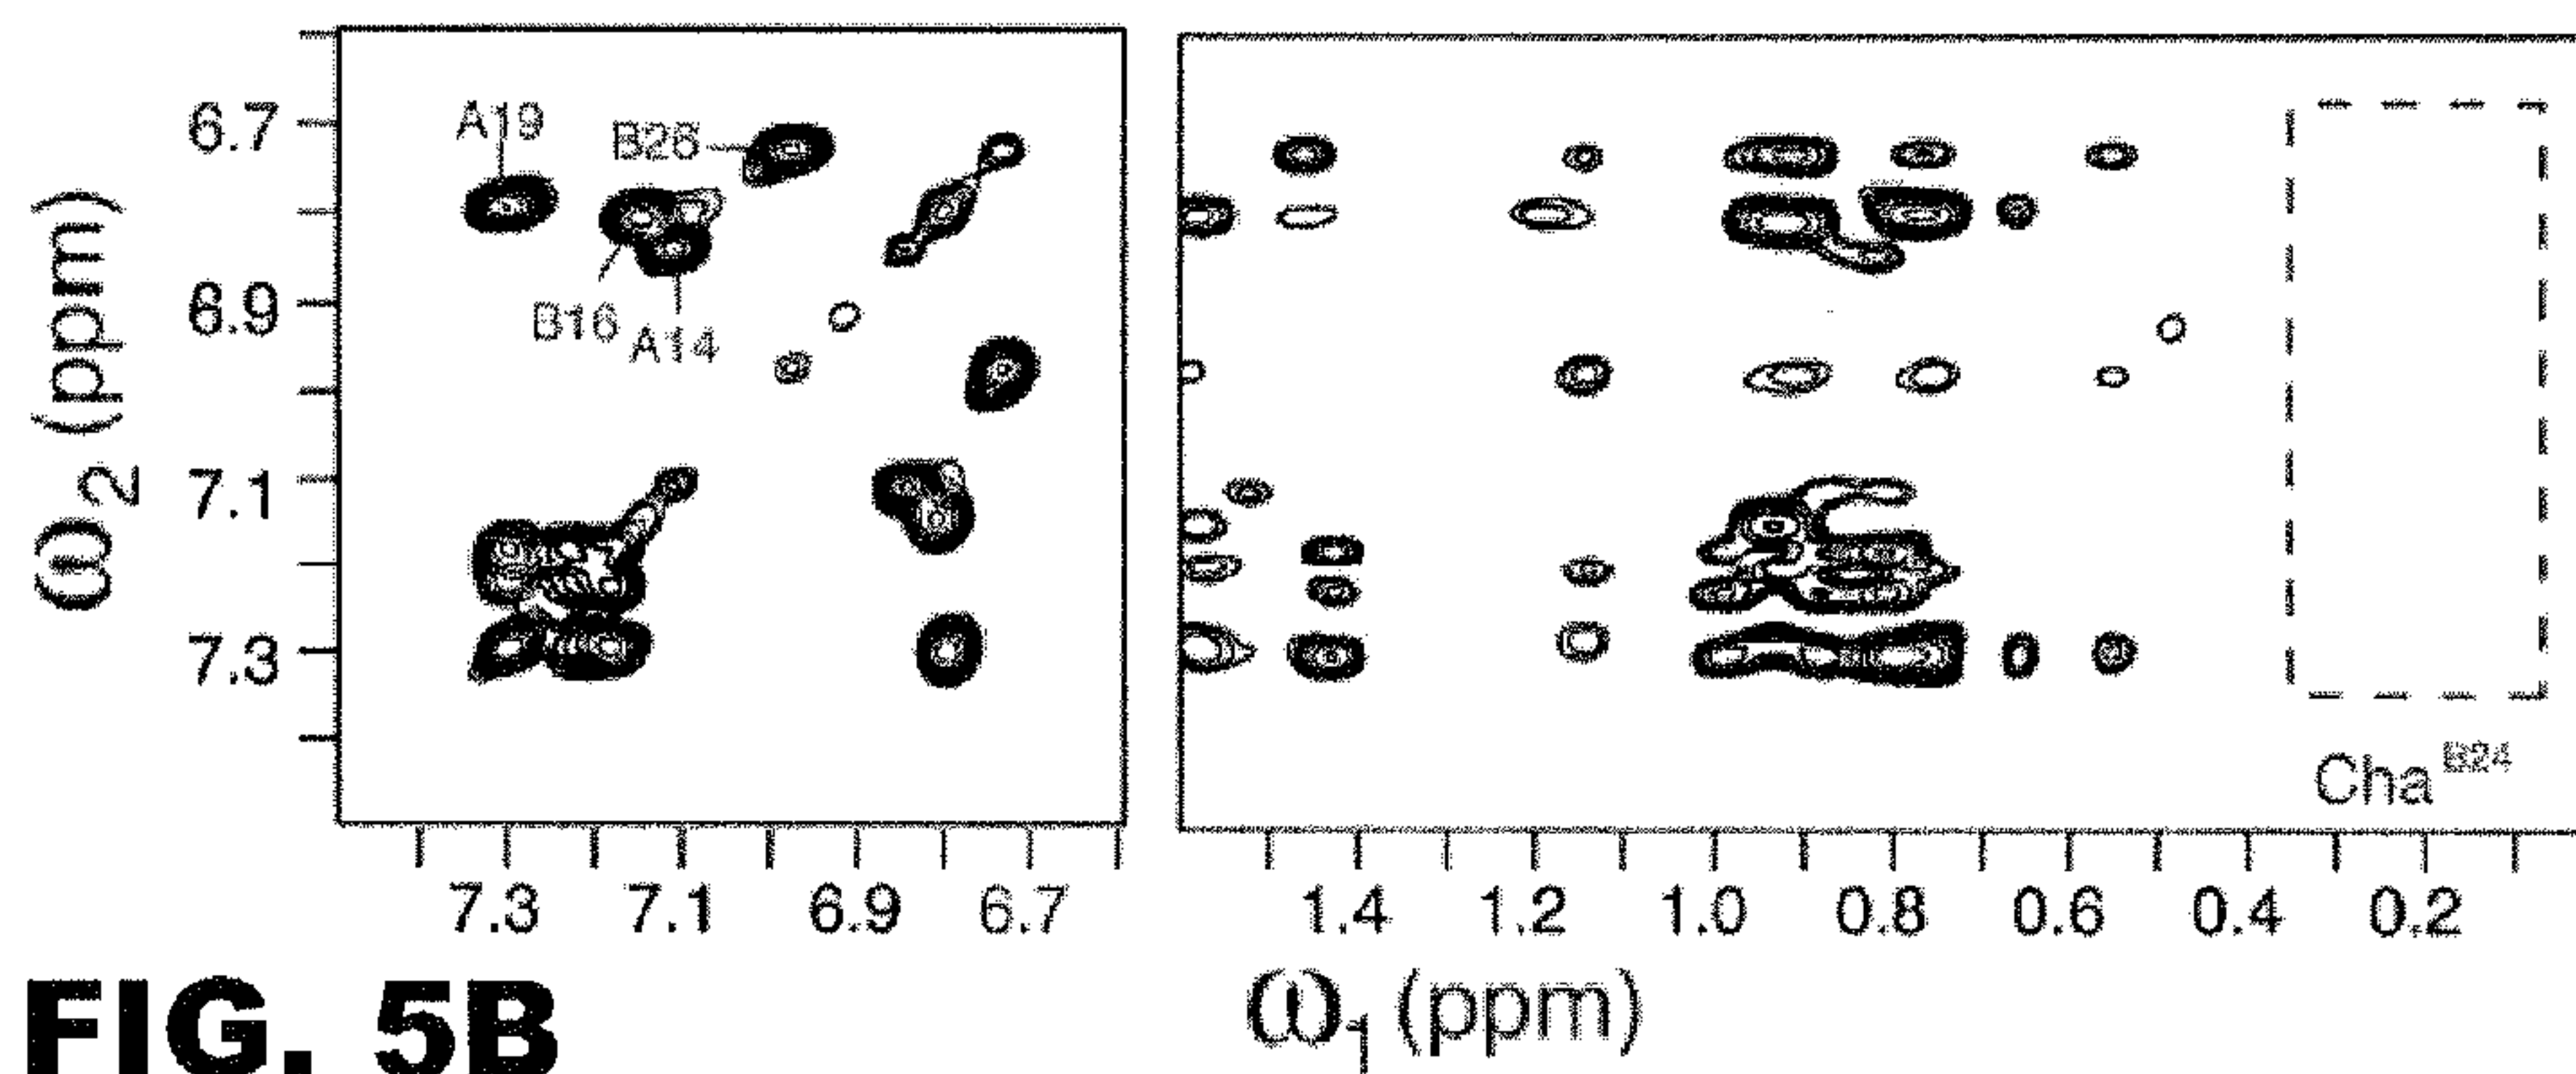 6.7
6.9
7.1
7.3
ω2 (ppm)
A19
B26
B16
A14
7.3 7.1 6.9 6.7
Cha B24
1.4 1.2 1.0 0.8 0.6 0.4 0.2
ω1 (ppm)
FIG. 5B